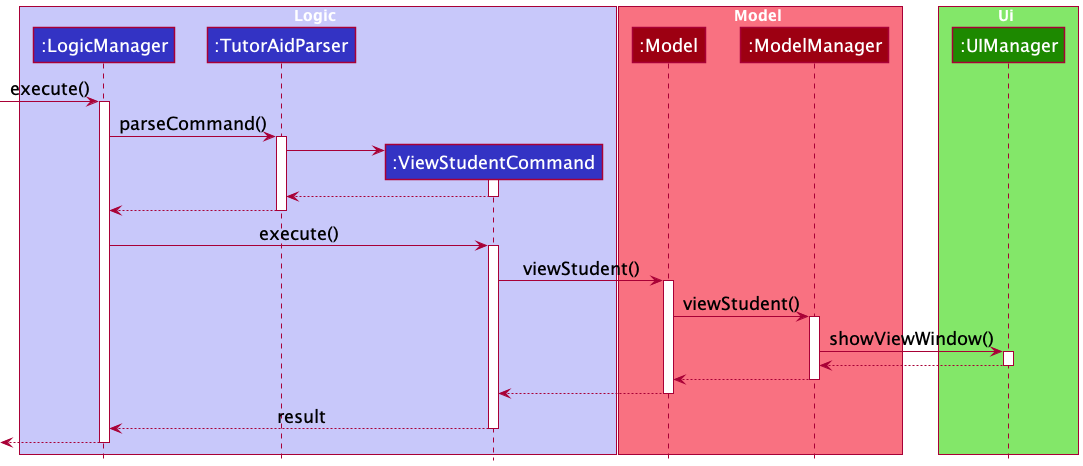 Logic
Model
Ui
:LogicManager
:TutorAidParser
:Model
:ModelManager
:UIManager
execute()
parseCommand()
:ViewStudentCommand
execute()
viewStudent()
viewStudent()
showViewWindow()
result